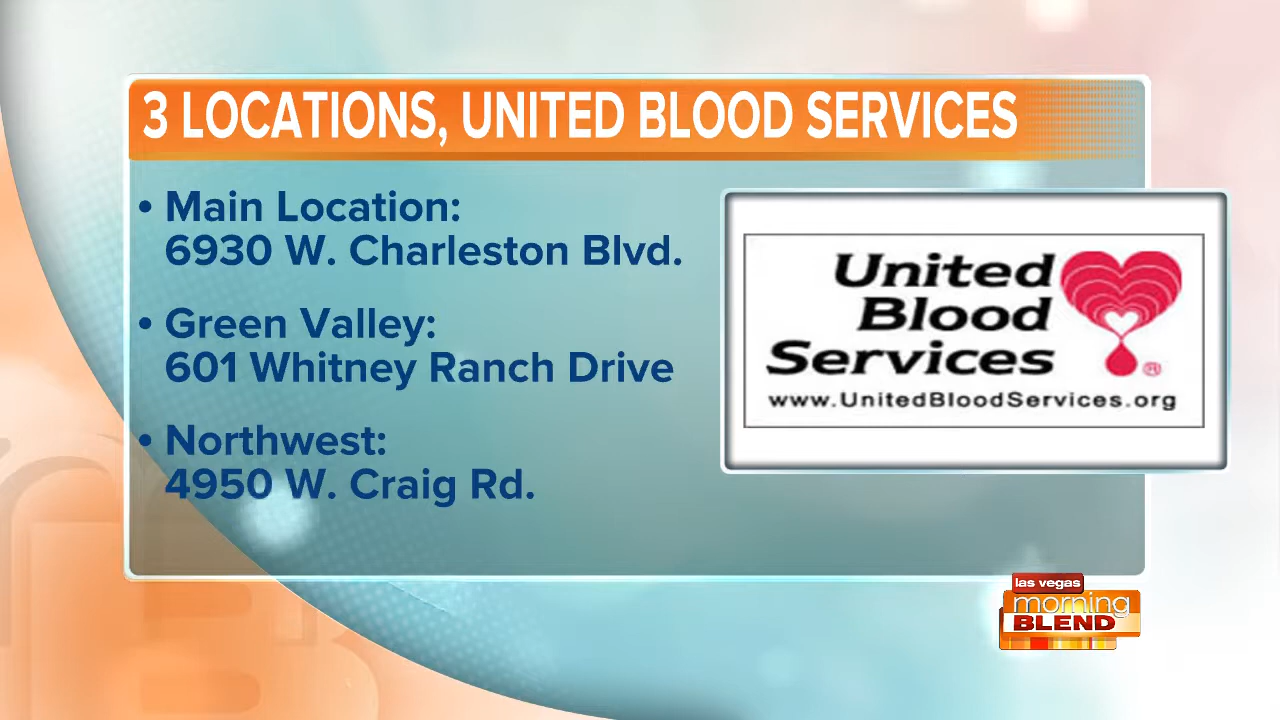 3 LOCATIONS, UNITED BLOOD SERVICES
• Main Location:
6930 W. Charleston Blvd.
• Green Valley:
601 Whitney Ranch Drive
• Northwest:
4950 W. Craig Rd.
United
Blood
Services
®
www.UnitedBloodServices.org
las vegas
morning
BLEND